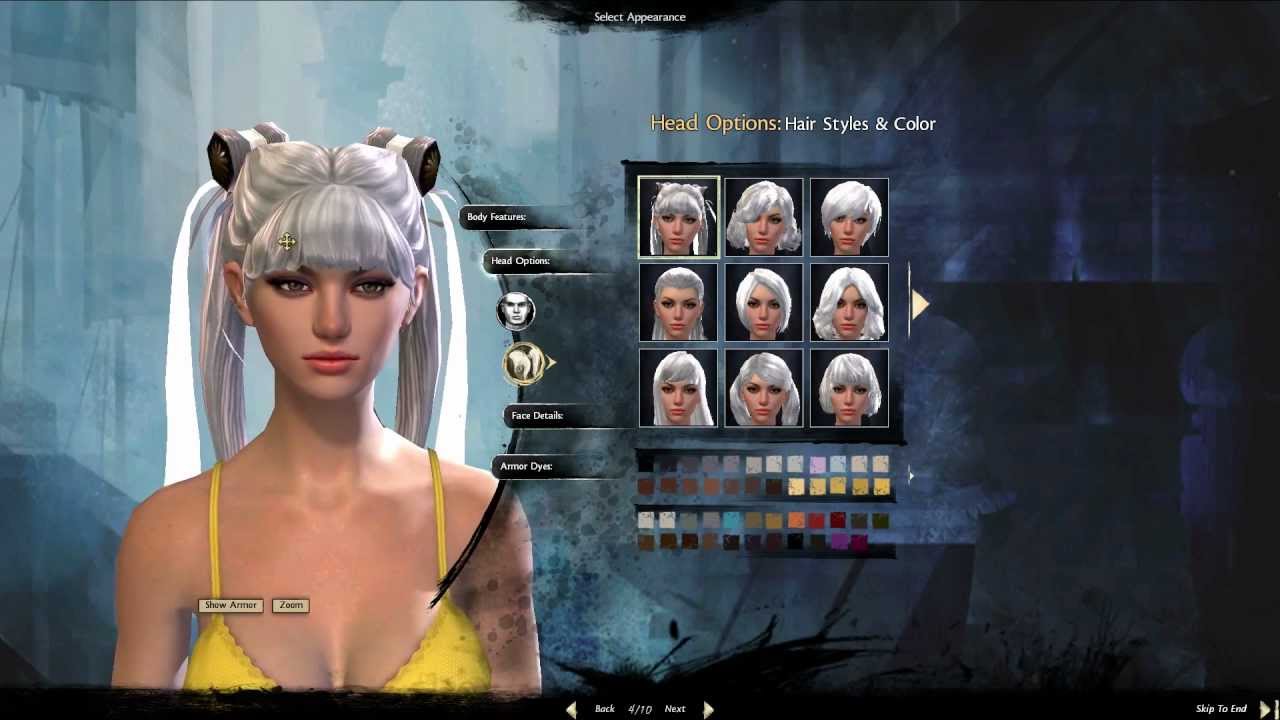 Select Appearance
Head Options: Hair Styles & Color
Body Features:
Head Options:
Face Details:
Armor Dyes:
Show Armor
Zoom
Back
4/10
Next
Skip To End